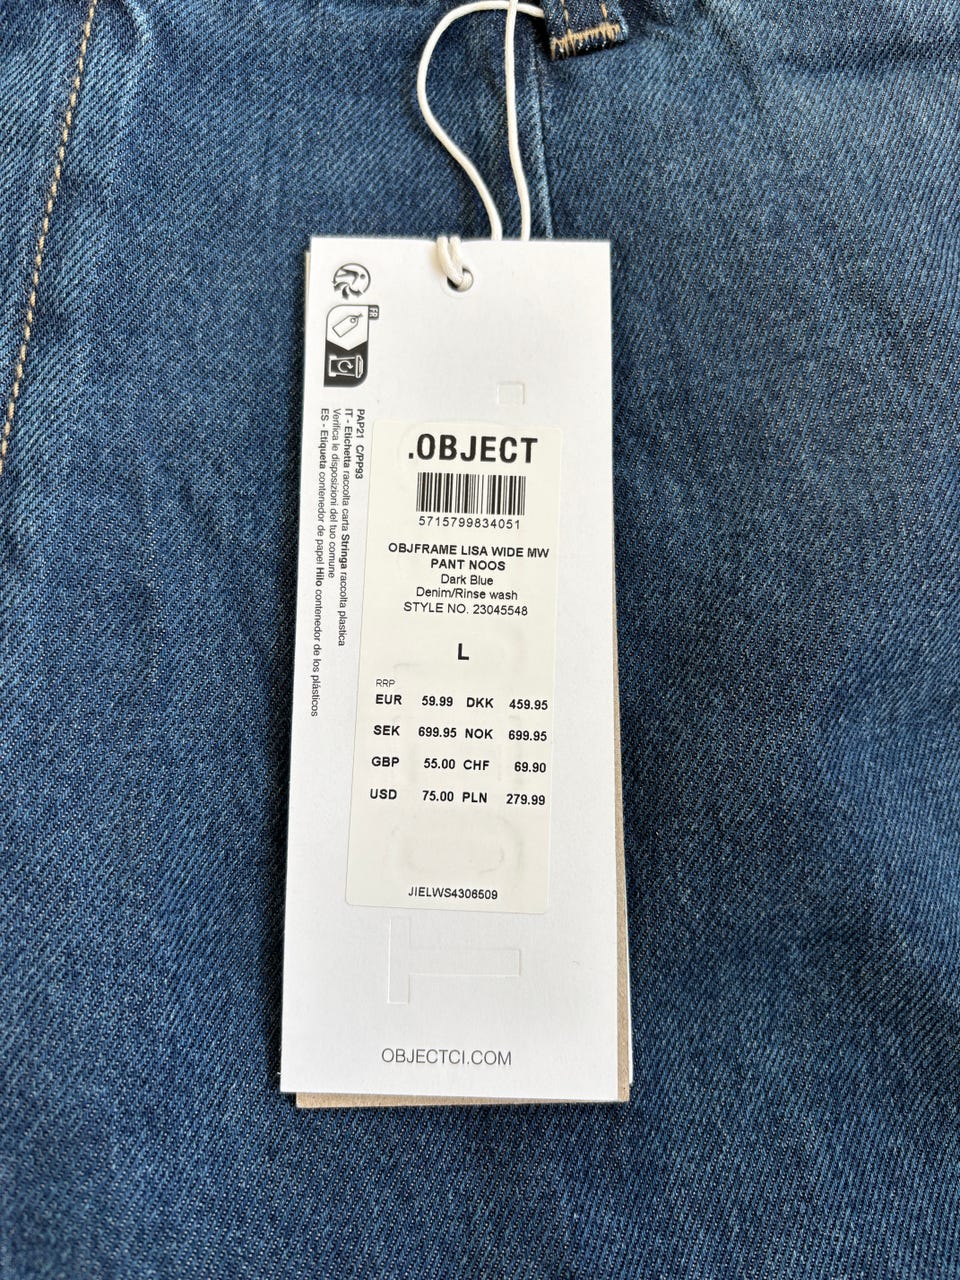 FR
PAP21 C/PP93
IT - Etichetta raccolta carta Stringa raccolta plastica
Verifica le disposizioni del tuo comune
ES - Etiqueta contenedor de papel Hilo contenedor de los plásticos
.OBJECT
5715799834051
OBJFRAME LISA WIDE MW
PANT NOOS
Dark Blue
Denim/Rinse wash
STYLE NO. 23045548
L
RRP
EUR 59.99 DKK 459.95
SEK 699.95 NOK 699.95
GBP 55.00 CHF 69.90
USD 75.00 PLN 279.99
JIELWS4306509
OBJECTCI.COM